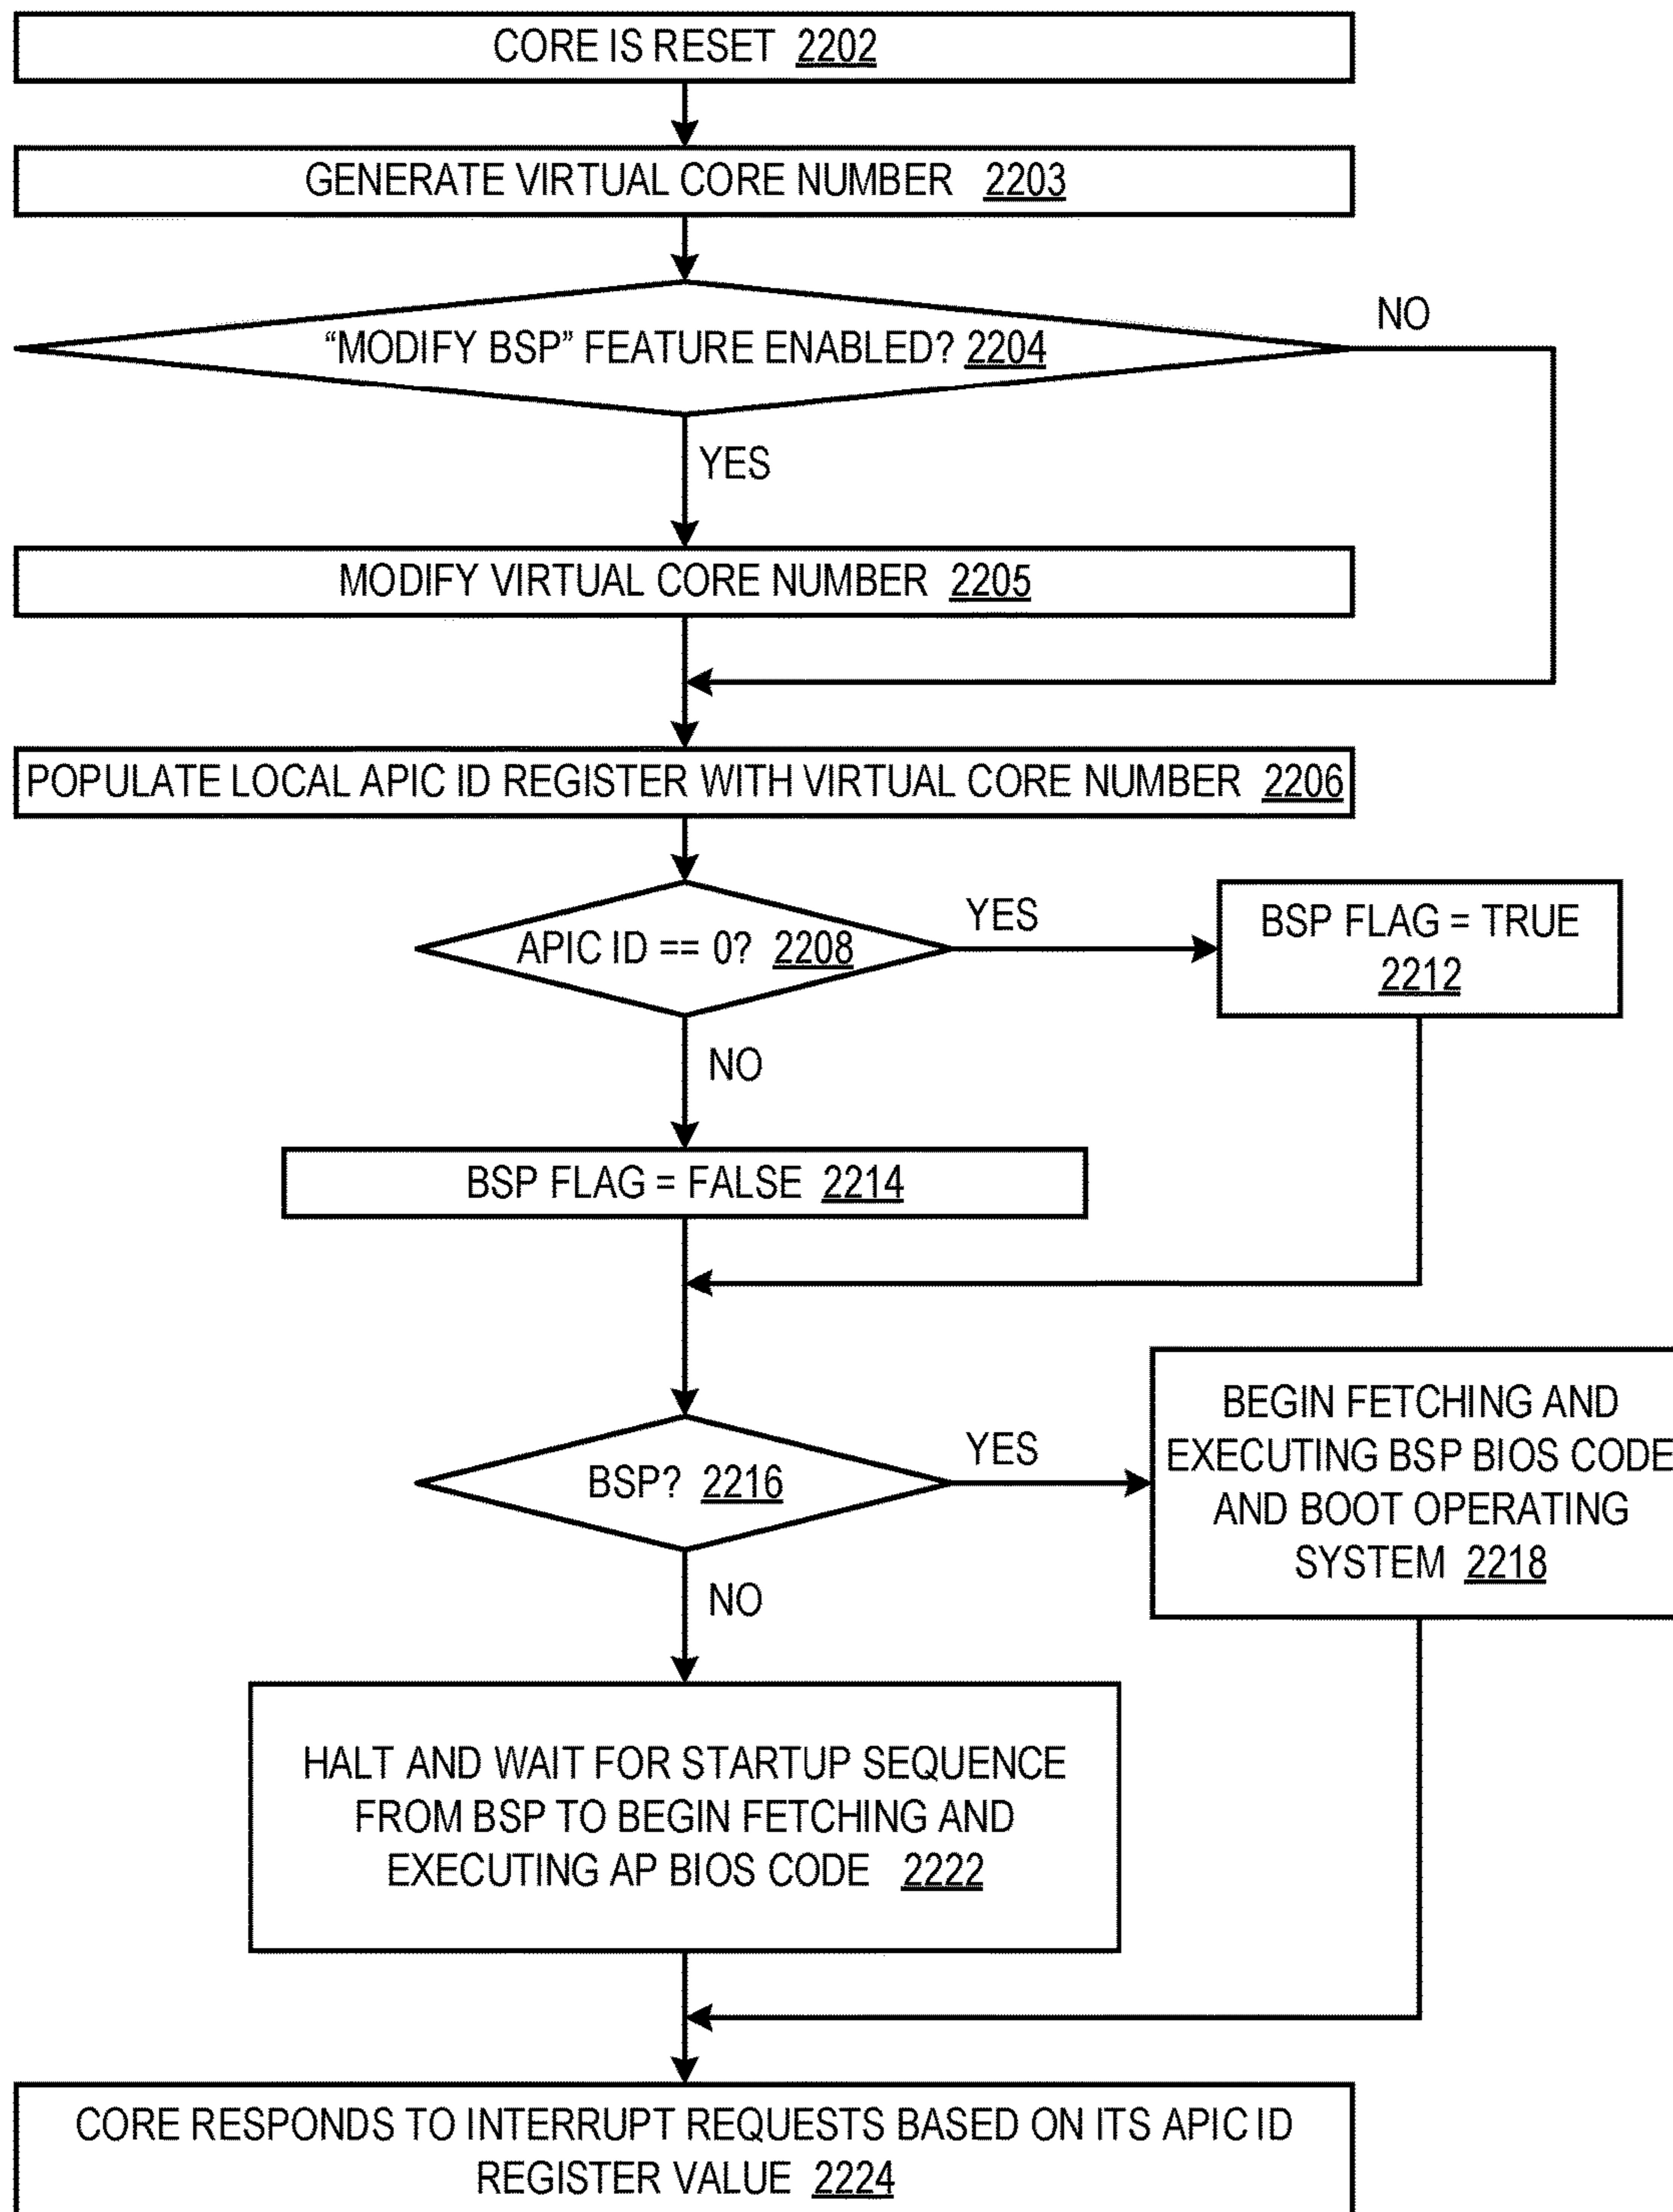 CORE IS RESET 2202
GENERATE VIRTUAL CORE NUMBER 2203
“MODIFY BSP” FEATURE ENABLED? 2204
NO
YES
MODIFY VIRTUAL CORE NUMBER 2205
POPULATE LOCAL APIC ID REGISTER WITH VIRTUAL CORE NUMBER 2206
APIC ID == 0? 2208
YES
BSP FLAG = TRUE
2212
NO
BSP FLAG = FALSE 2214
BSP? 2216
YES
BEGIN FETCHING AND
EXECUTING BSP BIOS CODE
AND BOOT OPERATING
SYSTEM 2218
NO
HALT AND WAIT FOR STARTUP SEQUENCE
FROM BSP TO BEGIN FETCHING AND
EXECUTING AP BIOS CODE 2222
CORE RESPONDS TO INTERRUPT REQUESTS BASED ON ITS APIC ID
REGISTER VALUE 2224